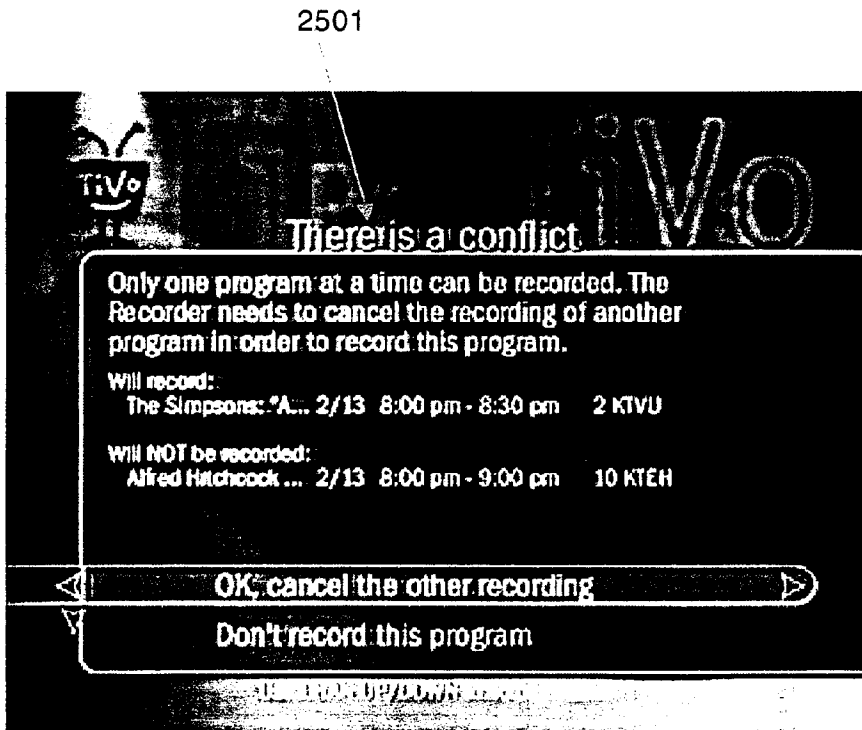 2501
TiVo
TiVo
There is a conflict
Only one program at a time can be recorded. The
Recorder needs to cancel the recording of another
program in order to record this program.
Will record:
The Simpsons: "A... 2/13 8:00 pm - 8:30 pm 2 KTVU
Will NOT be recorded:
Alfred Hitchcock ... 2/13 8:00 pm - 9:00 pm 10 KTEH
OK, cancel the other recording
Don't record this program
UP/DOWN